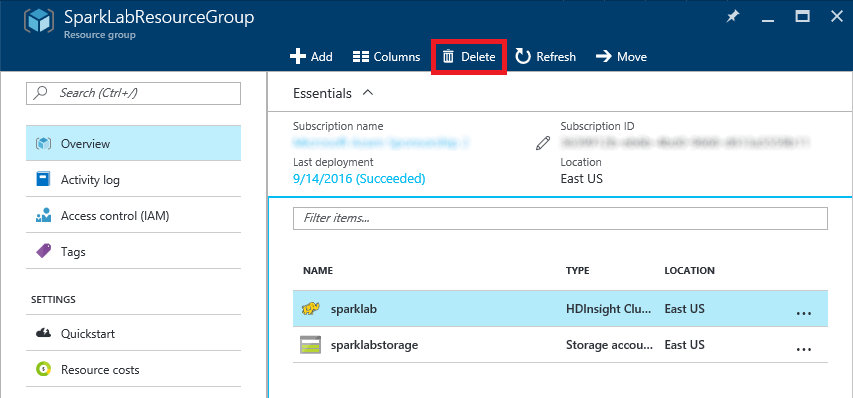 SparkLabResourceGroup
Resource group
Add Columns Delete Refresh Move
Search (Ctrl+/)
Overview
Activity log
Access control (IAM)
Tags
SETTINGS
Quickstart
Resource costs
Essentials
Subscription name Subscription ID
Last deployment Location
9/14/2016 (Succeeded) East US
Filter items...
NAME TYPE LOCATION
sparklab HDInsight Clu... East US ...
sparklabstorage Storage accou... East US ...